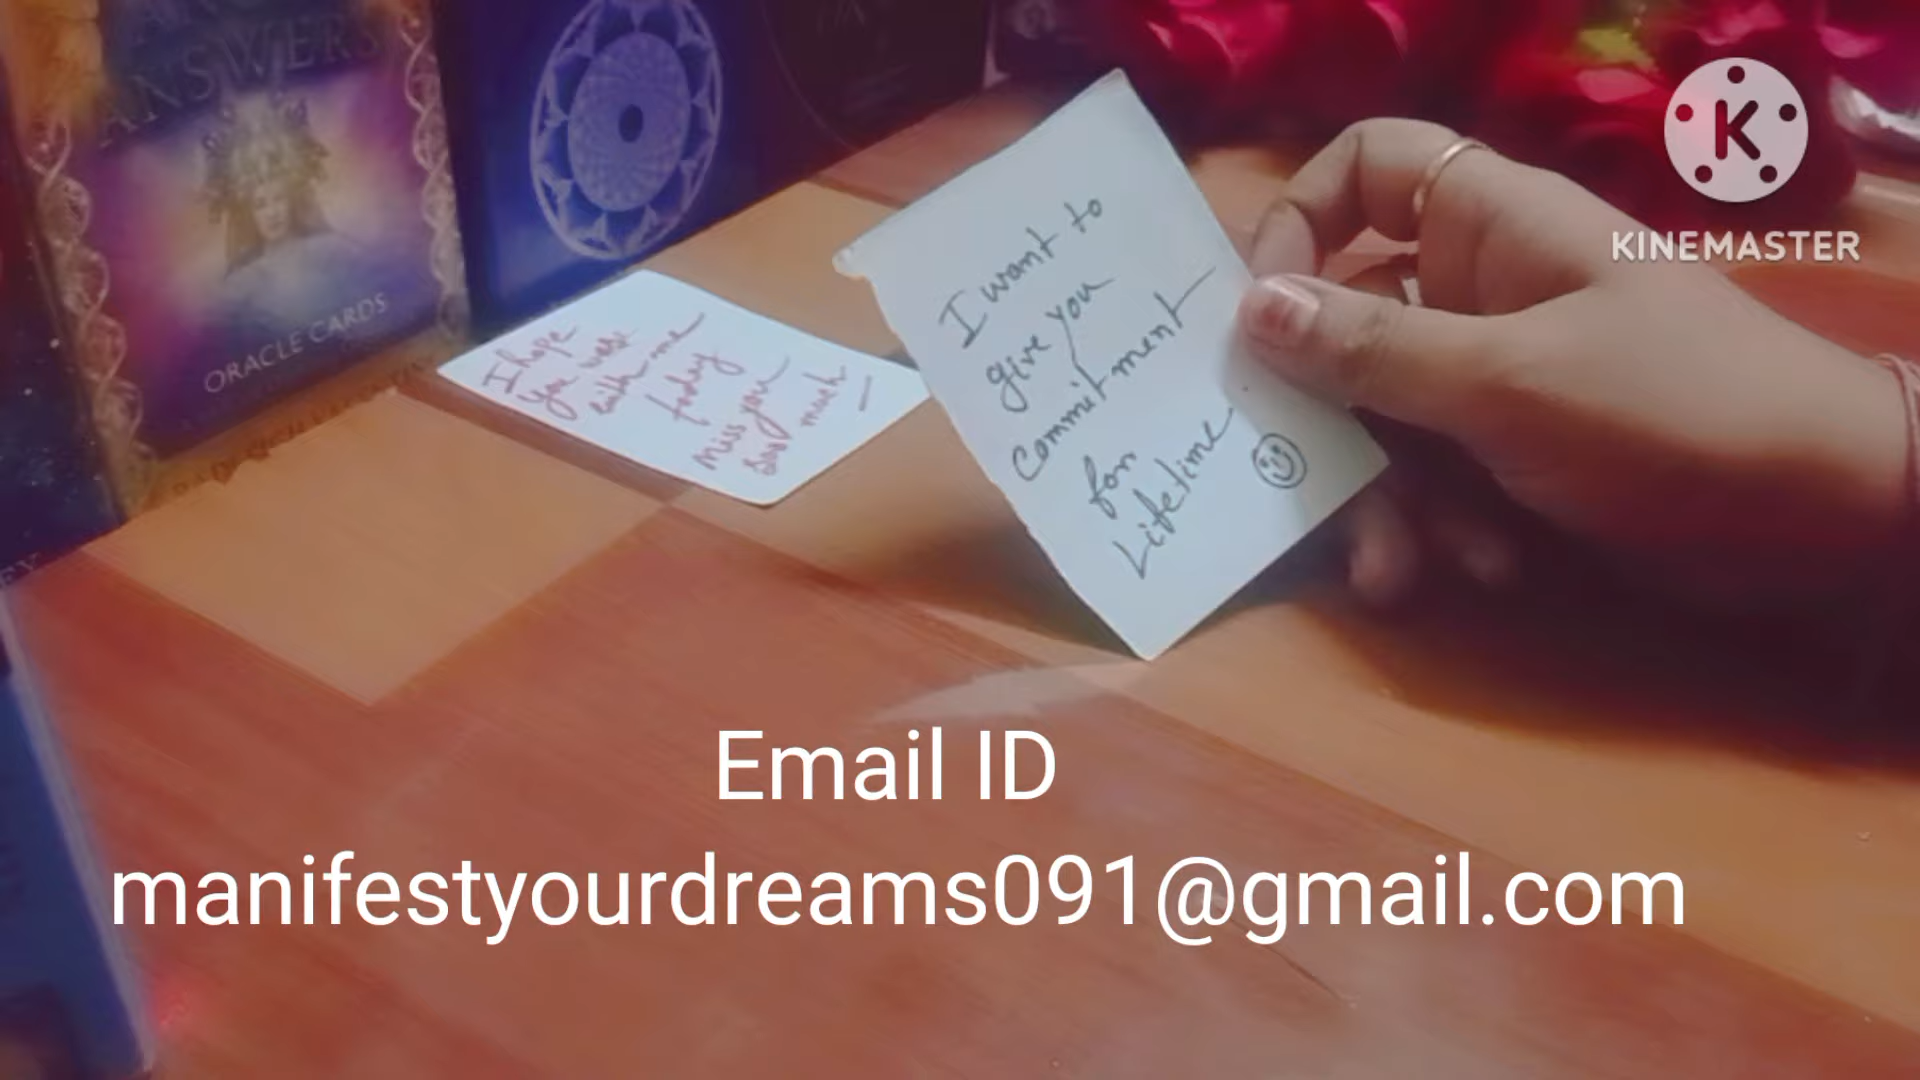 ANSWERS
ORACLE CARDS
KINEMASTER
I hope
you were
with me
today
miss you
soo much
I want to
give you
Commitment
for
Lifetime
Email ID
manifestyourdreams091@gmail.com